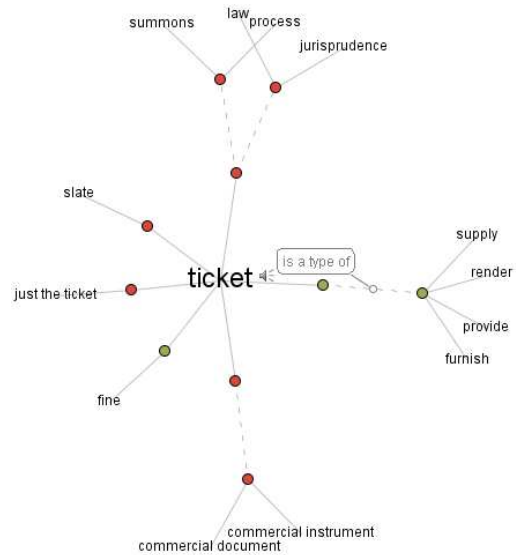 law
summons
process
jurisprudence
slate
supply
is a type of
render
ticket
just the ticket
provide
furnish
fine
commercial instrument
commercial document